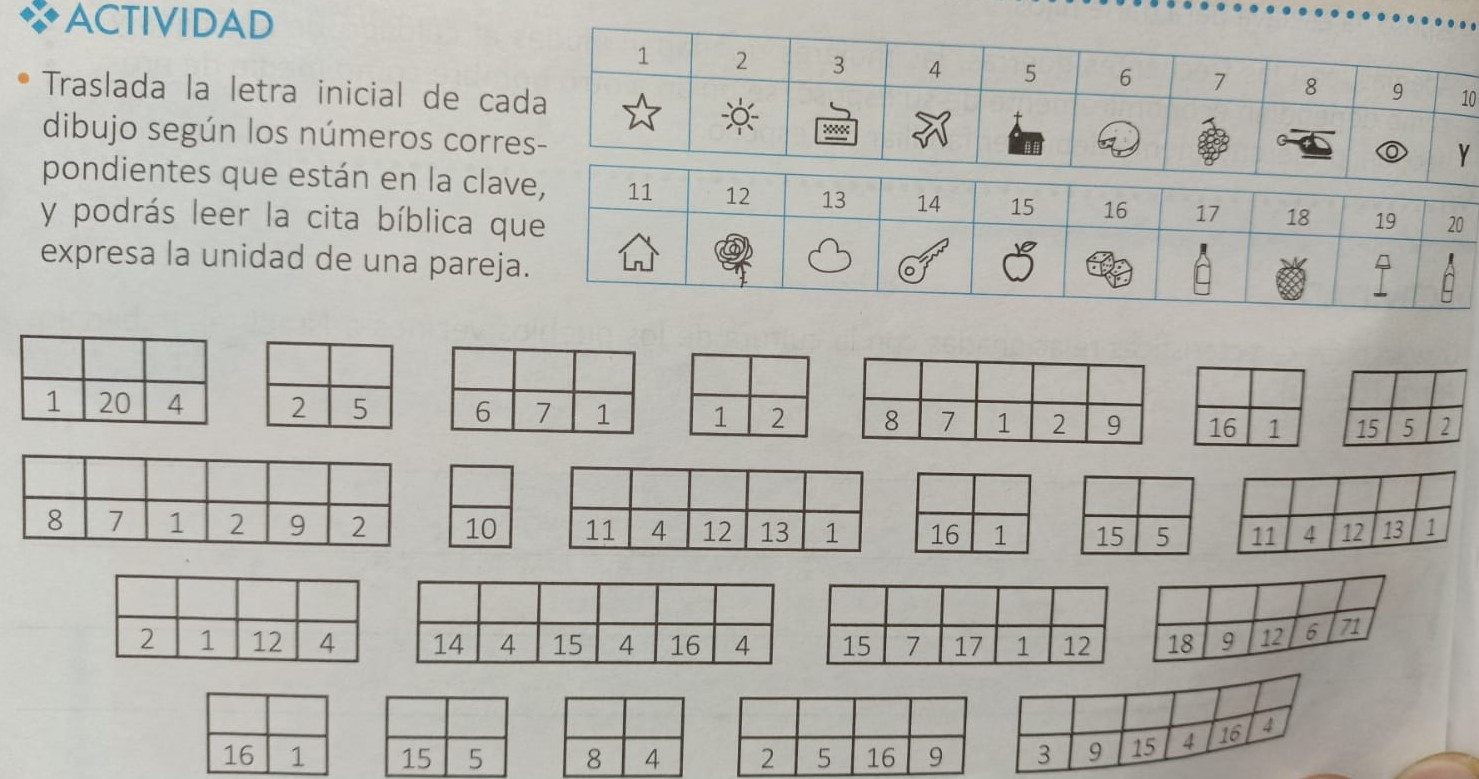 ACTIVIDAD
• Traslada la letra inicial de cada
dibujo según los números corres-
pondientes que están en la clave,
y podrás leer la cita bíblica que
expresa la unidad de una pareja.
1 2 3 4 5 6 7 8 9 10
Y
11 12 13 14 15 16 17 18 19 20
1 20 4 2 5 6 7 1 1 2 8 7 1 2 9 16 1 15 5 2
8 7 1 2 9 2 10 11 4 12 13 1 16 1 15 5 11 4 12 13 1
2 1 12 4 14 4 15 4 16 4 15 7 17 1 12 18 9 12 6 71
16 1 15 5 8 4 2 5 16 9 3 9 15 4 16 4